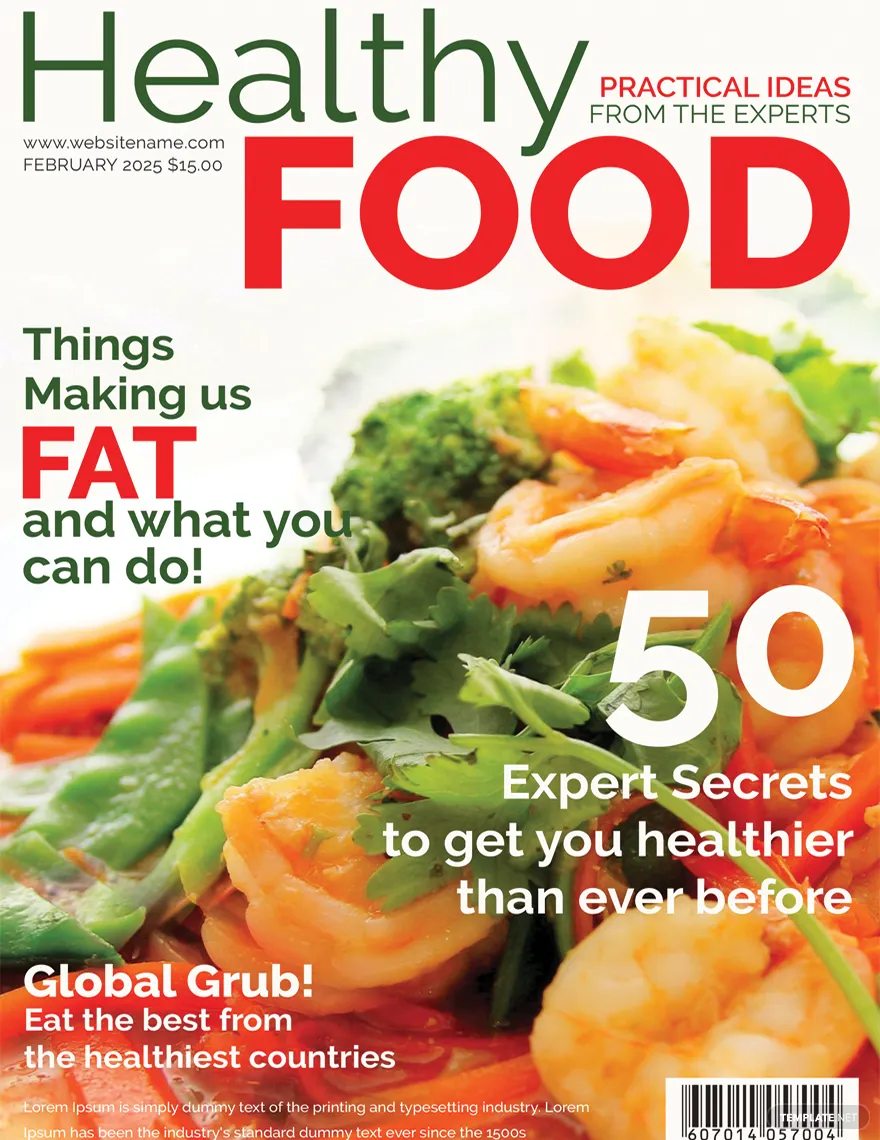 Healthy
PRACTICAL IDEAS
FROM THE EXPERTS
www.websitename.com
FEBRUARY 2025 $15.00
FOOD
Things
Making us
FAT
and what you
can do!
50
Expert Secrets
to get you healthier
than ever before
Global Grub!
Eat the best from
the healthiest countries
Lorem Ipsum is simply dummy text of the printing and typesetting industry. Lorem
Ipsum has been the industry's standard dummy text ever since the 1500s
TEMPLATE.NET
607014 057004